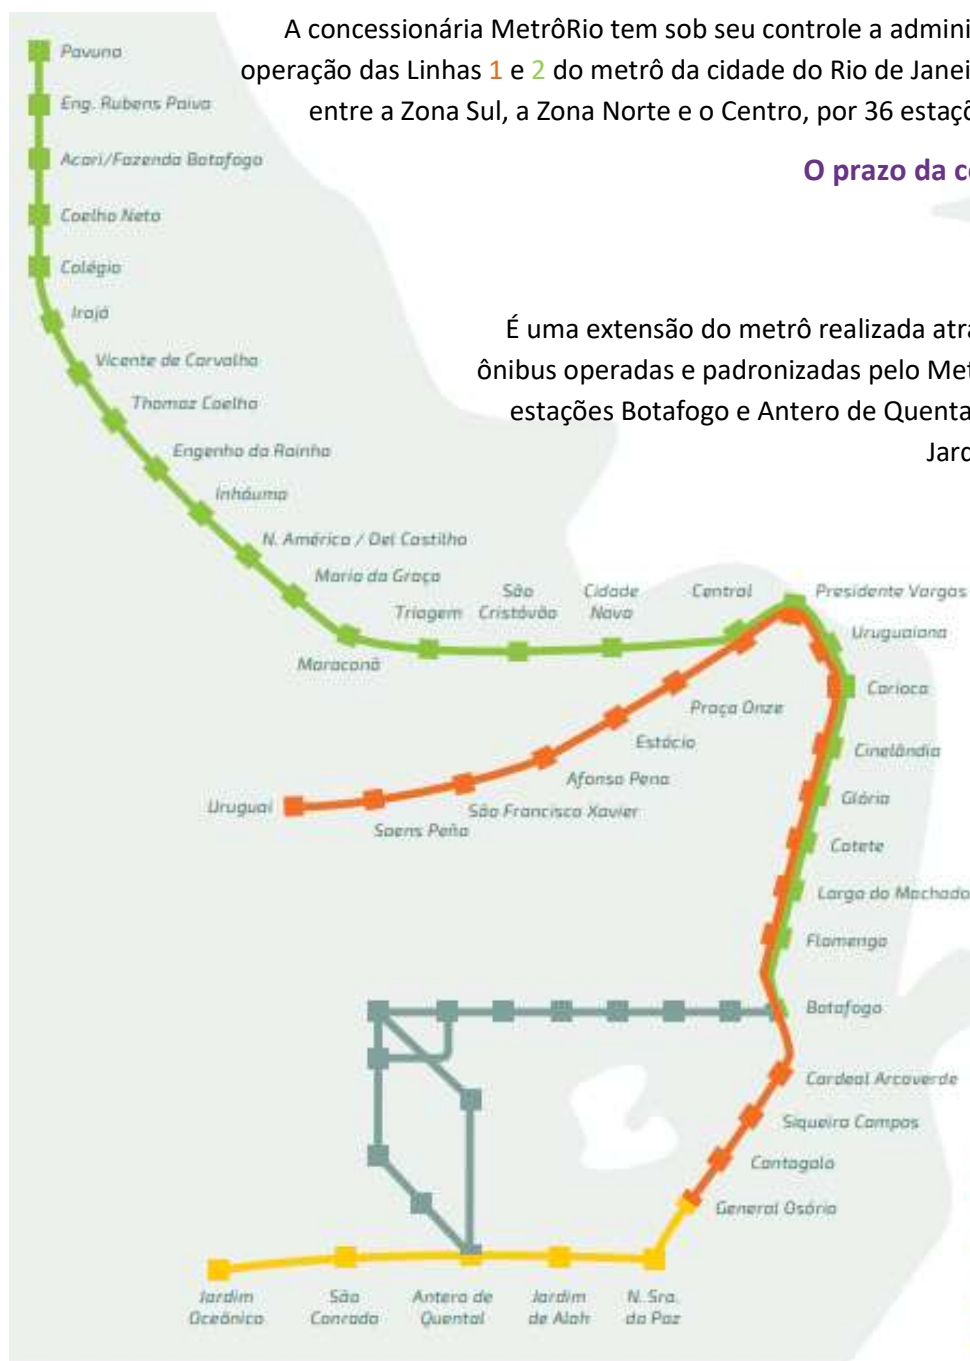 A concessionária MetrôRio tem sob seu controle a admini
operação das Linhas 1 e 2 do metrô da cidade do Rio de Janei
entre a Zona Sul, a Zona Norte e o Centro, por 36 estaçõ
O prazo da c
É uma extensão do metrô realizada atra
ônibus operadas e padronizadas pelo Met
estações Botafogo e Antero de Quenta
Jard
Pavuna
Eng. Rubens Paiva
Acari/Fazenda Botafogo
Coelho Neto
Colégio
Irajá
Vicente de Carvalho
Thomaz Coelho
Engenho da Rainha
Inhaúma
N. América / Del Castilho
Maria da Graça
Triagem
São
Cristóvão
Cidade
Nova
Central
Presidente Vargas
Uruguaiana
Maracanã
Carioca
Praça Onze
Cinelândia
Estácio
Afonso Pena
Glória
Uruguai
São Francisco Xavier
Saens Peña
Catete
Largo do Machado
Flamengo
Botafogo
Cardeal Arcoverde
Siqueira Campos
Cantagalo
General Osório
Jardim
Oceânico
São
Conrado
Antero de
Quental
Jardim
de Alah
N. Sra.
da Paz